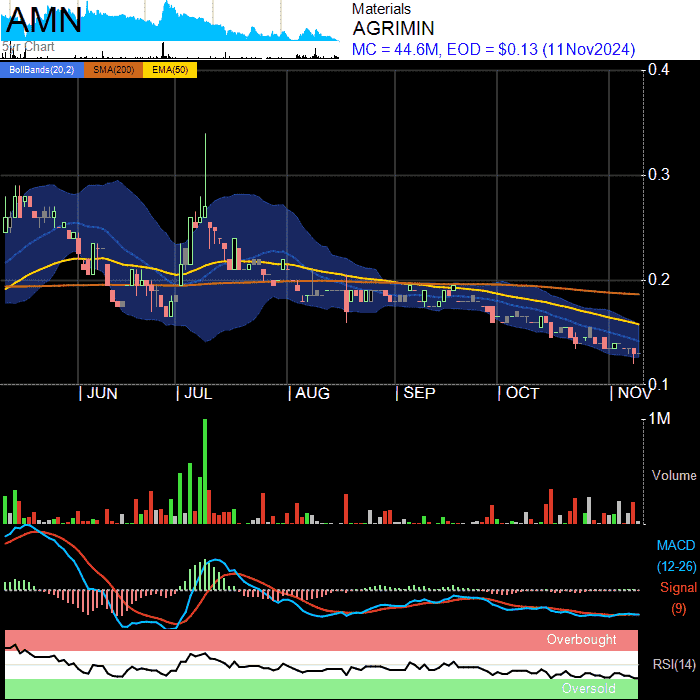 AMN
5yr Chart
Materials
AGRIMIN
MC = 44.6M, EOD = $0.13 (11Nov2024)
BollBands(20,2) SMA(200) EMA(50)
0.4
0.3
0.2
0.1
JUN JUL AUG SEP OCT NOV
1M
Volume
MACD
(12-26)
Signal
(9)
Overbought
RSI(14)
Oversold